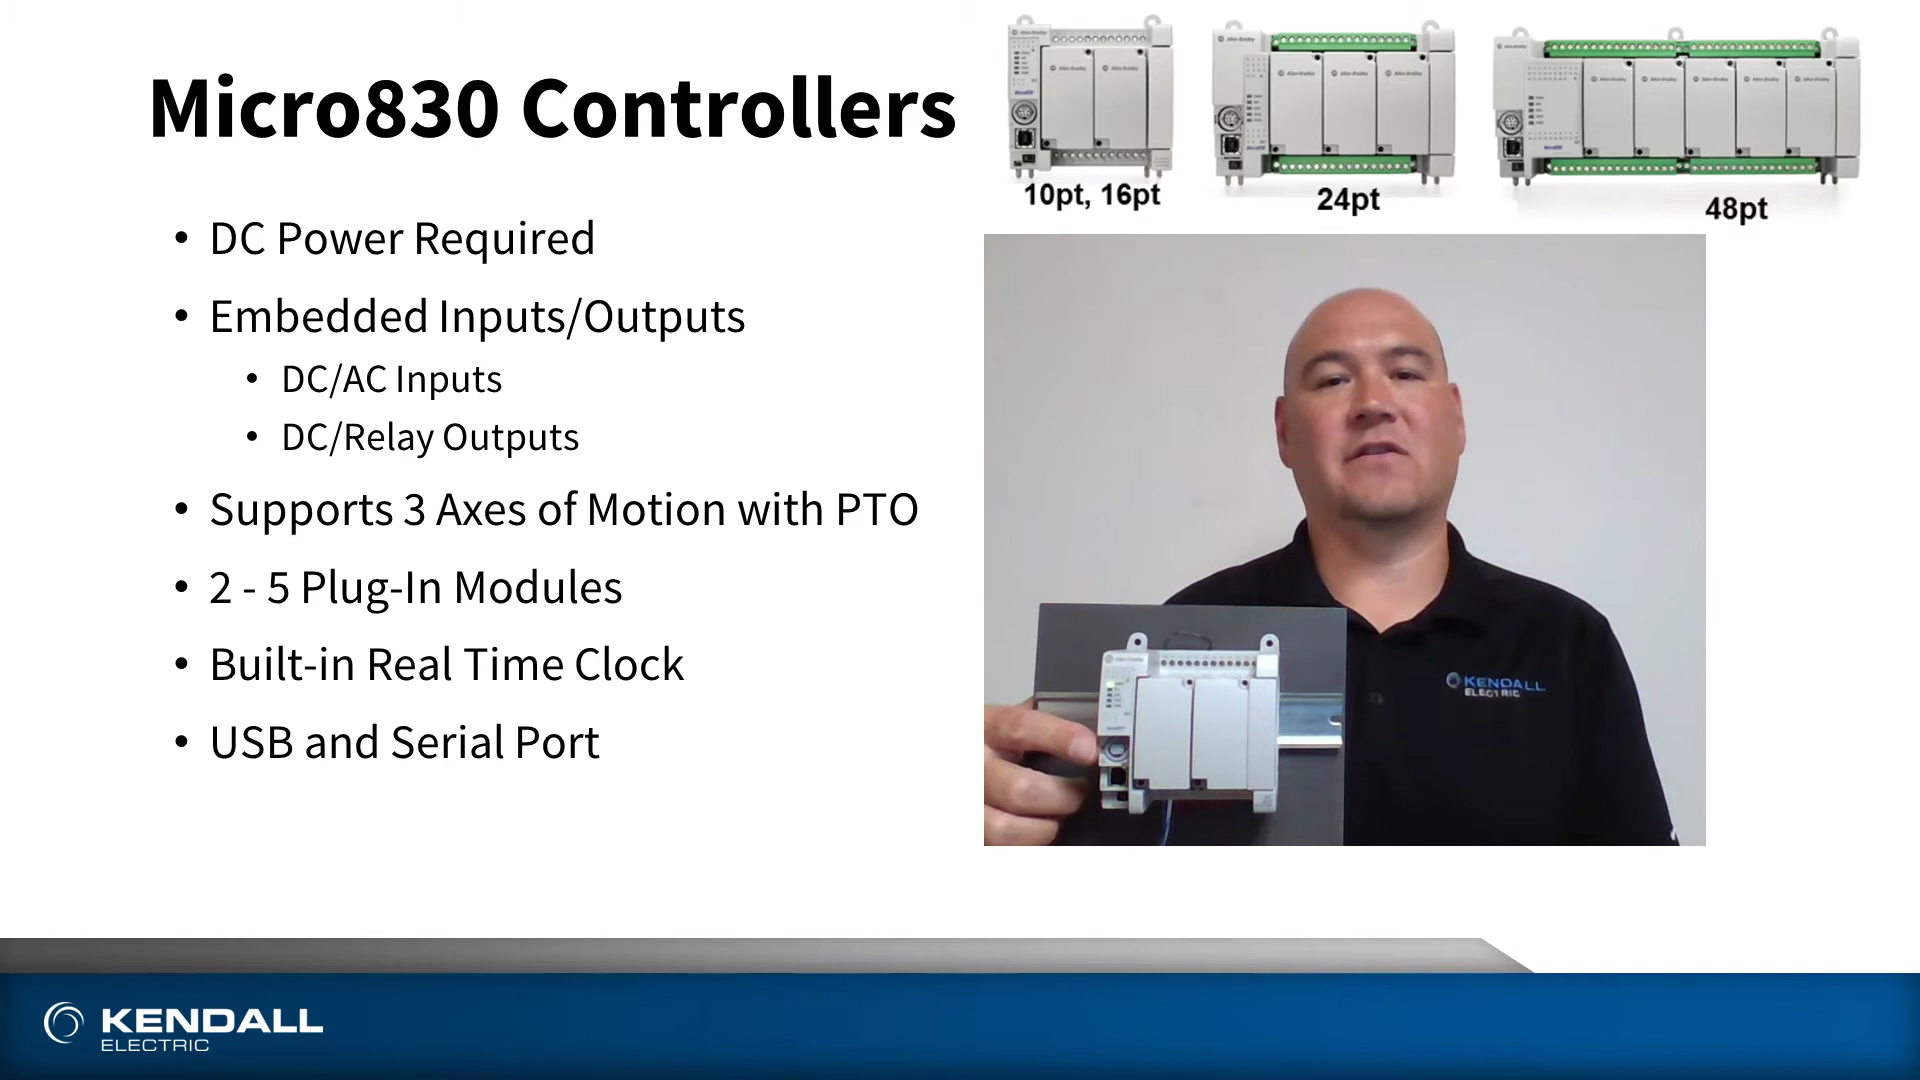 Micro830 Controllers
• DC Power Required
• Embedded Inputs/Outputs
• DC/AC Inputs
• DC/Relay Outputs
• Supports 3 Axes of Motion with PTO
• 2 - 5 Plug-In Modules
• Built-in Real Time Clock
• USB and Serial Port
10pt, 16pt
24pt
48pt
KENDALL
ELECTRIC
KENDALL
ELECTRIC